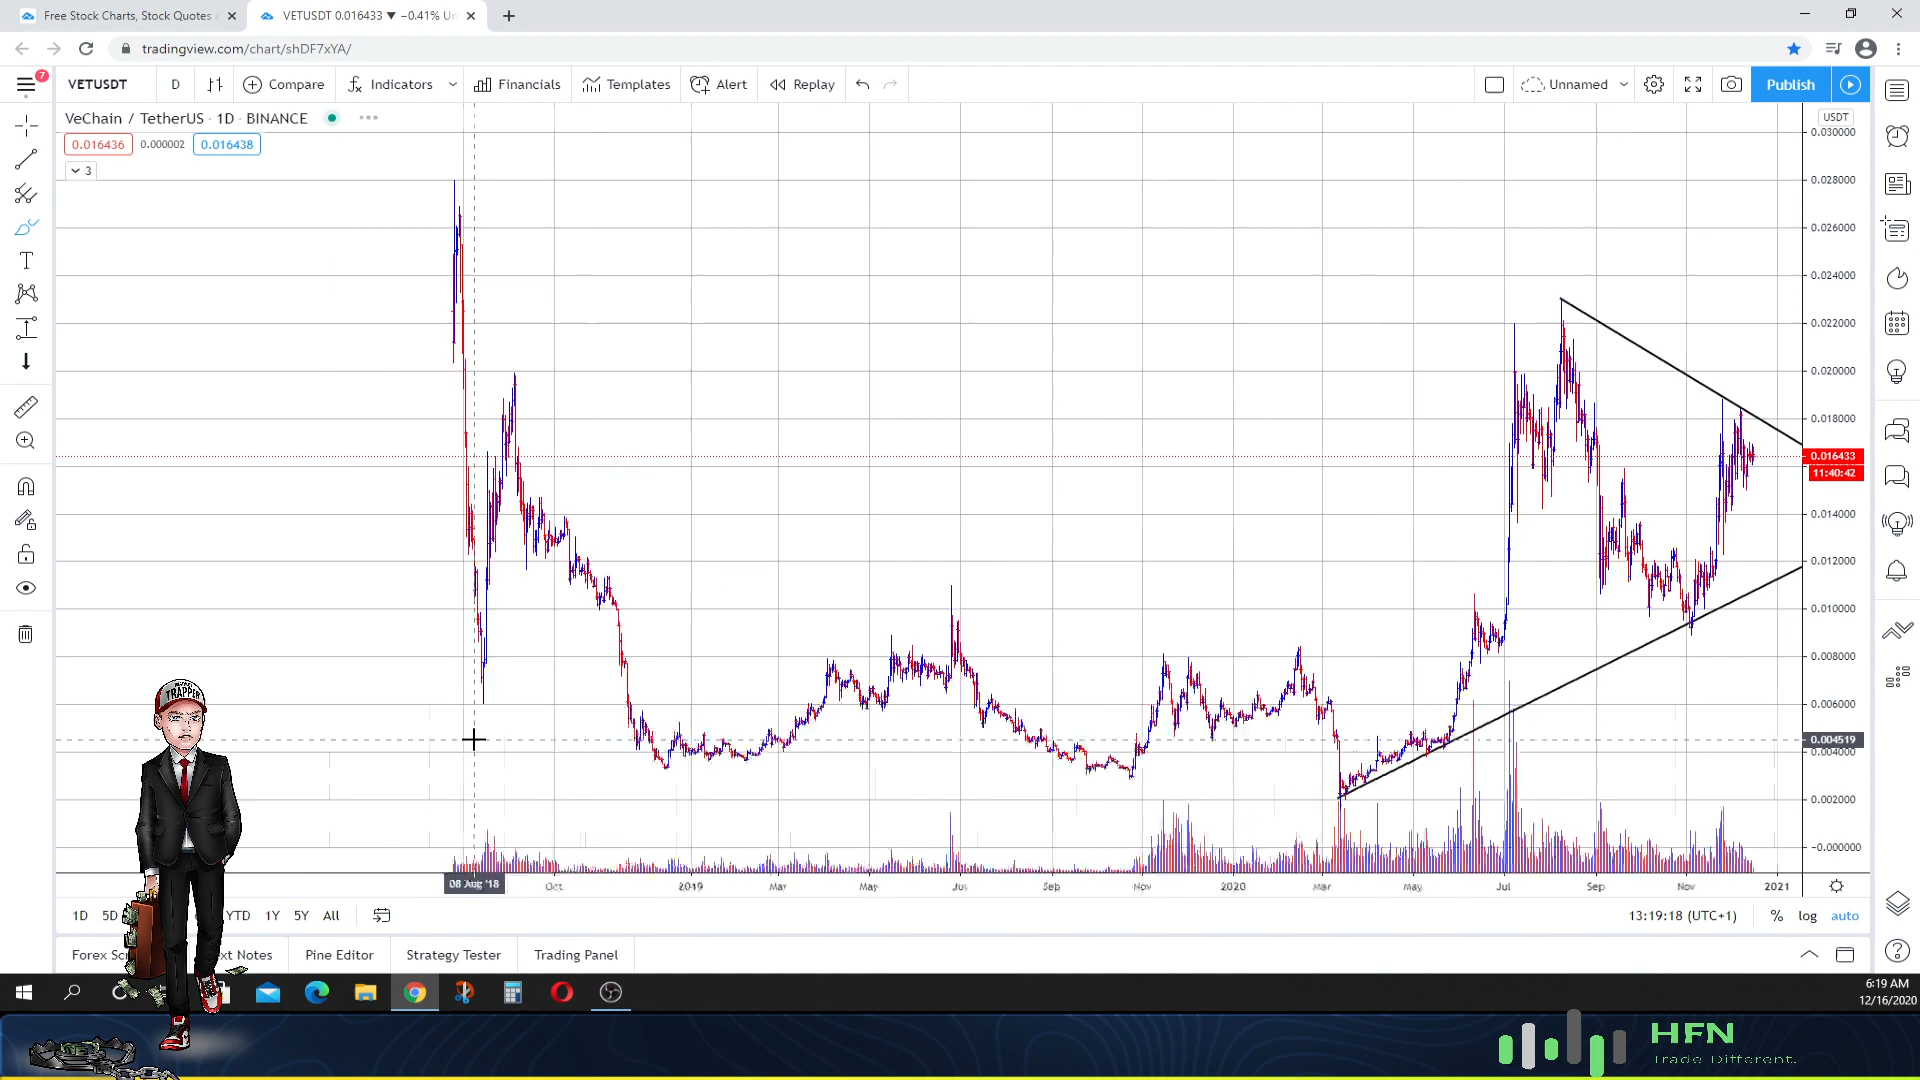 Free Stock Charts, Stock Quotes
VETUSDT 0.016433 ▼ −0.41% Un
tradingview.com/chart/shDF7xYA/
7
VETUSDT D Compare Indicators Financials Templates Alert Replay Unnamed Publish
VeChain / TetherUS · 1D · BINANCE
0.016436 0.000002 0.016438
3
USDT
0.030000
0.028000
0.026000
0.024000
0.022000
0.020000
0.018000
0.016433
11:40:42
0.014000
0.012000
0.010000
0.008000
0.006000
0.004519
0.004000
0.002000
−0.000000
08 Aug '18 Oct 2019 Mar May Jul Sep Nov 2020 Mar May Jul Sep Nov 2021
1D 5D YTD 1Y 5Y All
13:19:18 (UTC+1) % log auto
Forex Notes Pine Editor Strategy Tester Trading Panel
TRAPPER
6:19 AM
12/16/2020
HFN
Trade Different.